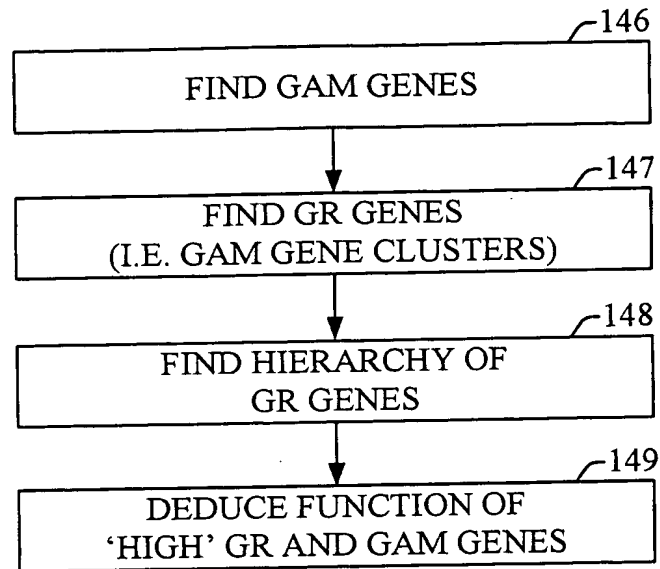 146
FIND GAM GENES
147
FIND GR GENES
(I.E. GAM GENE CLUSTERS)
148
FIND HIERARCHY OF
GR GENES
149
DEDUCE FUNCTION OF
'HIGH' GR AND GAM GENES